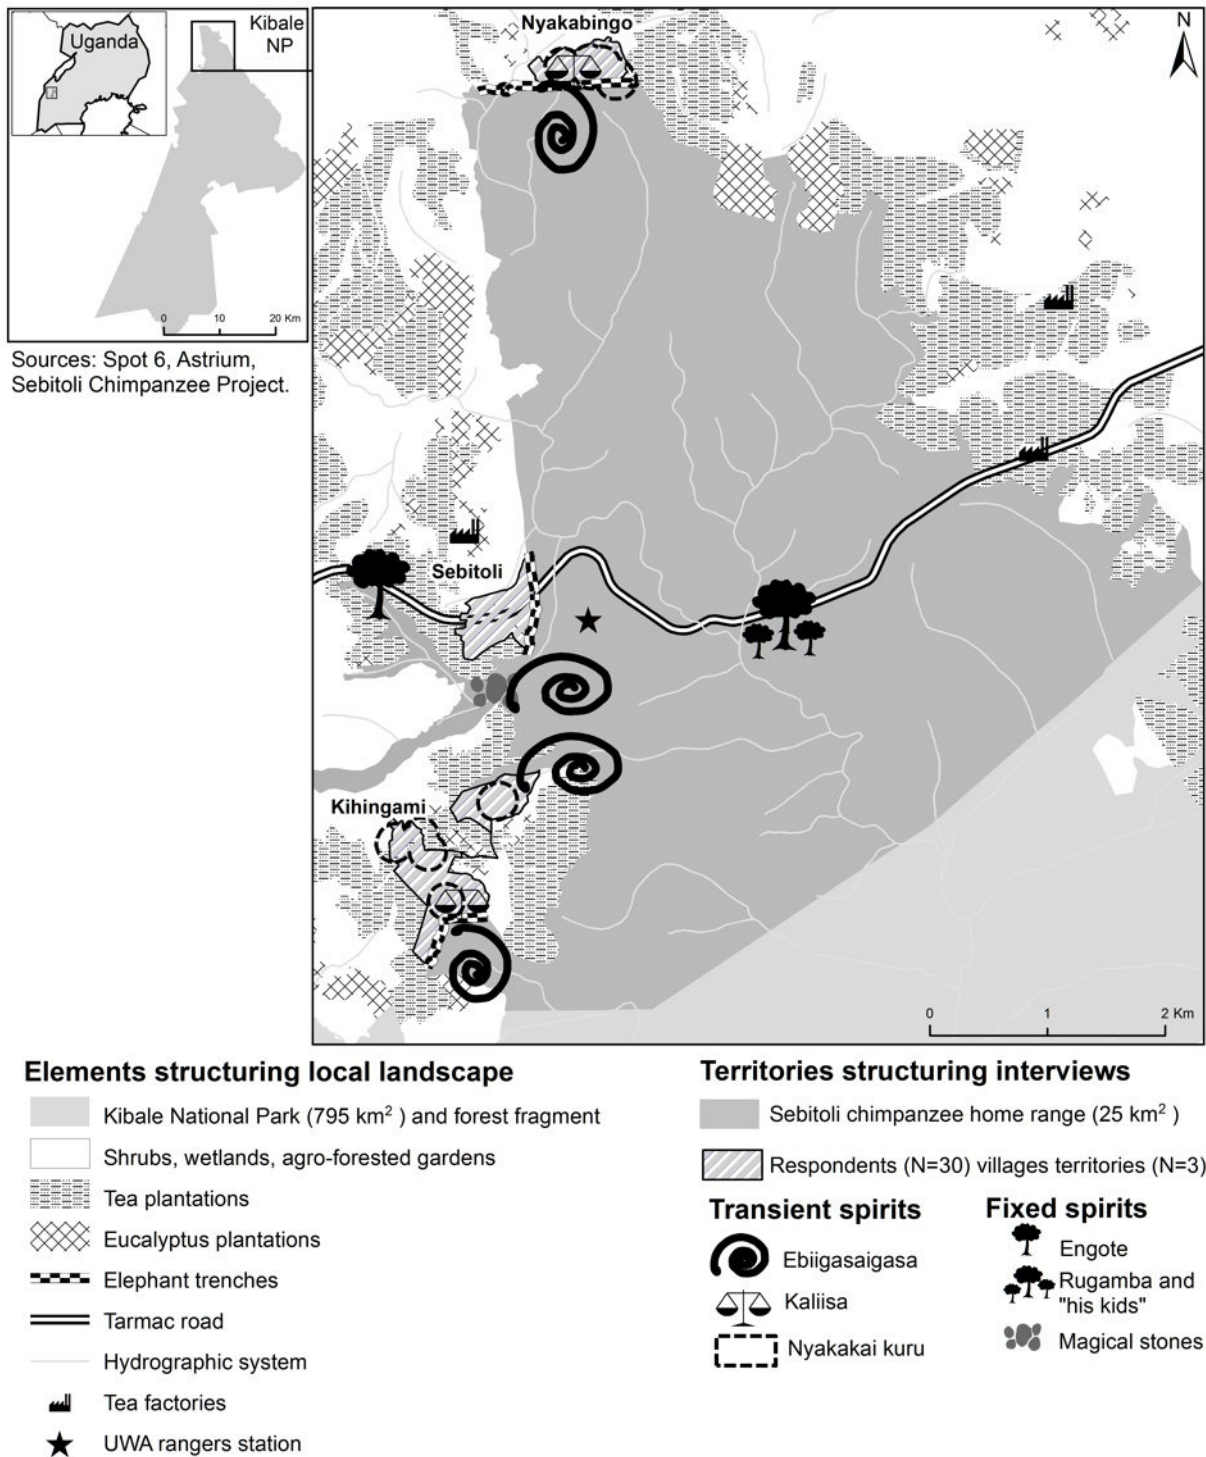 Uganda
Kibale
NP
0 10 20 Km
Sources: Spot 6, Astrium,
Sebitoli Chimpanzee Project.
Nyakabingo
N
Sebitoli
Kihingami
0 1 2 Km
Elements structuring local landscape
Kibale National Park (795 km²) and forest fragment
Shrubs, wetlands, agro-forested gardens
Tea plantations
Eucalyptus plantations
Elephant trenches
Tarmac road
Hydrographic system
Tea factories
UWA rangers station
Territories structuring interviews
Sebitoli chimpanzee home range (25 km²)
Respondents (N=30) villages territories (N=3)
Transient spirits
Ebiigasaigasa
Kaliisa
Nyakakai kuru
Fixed spirits
Engote
Rugamba and
"his kids"
Magical stones